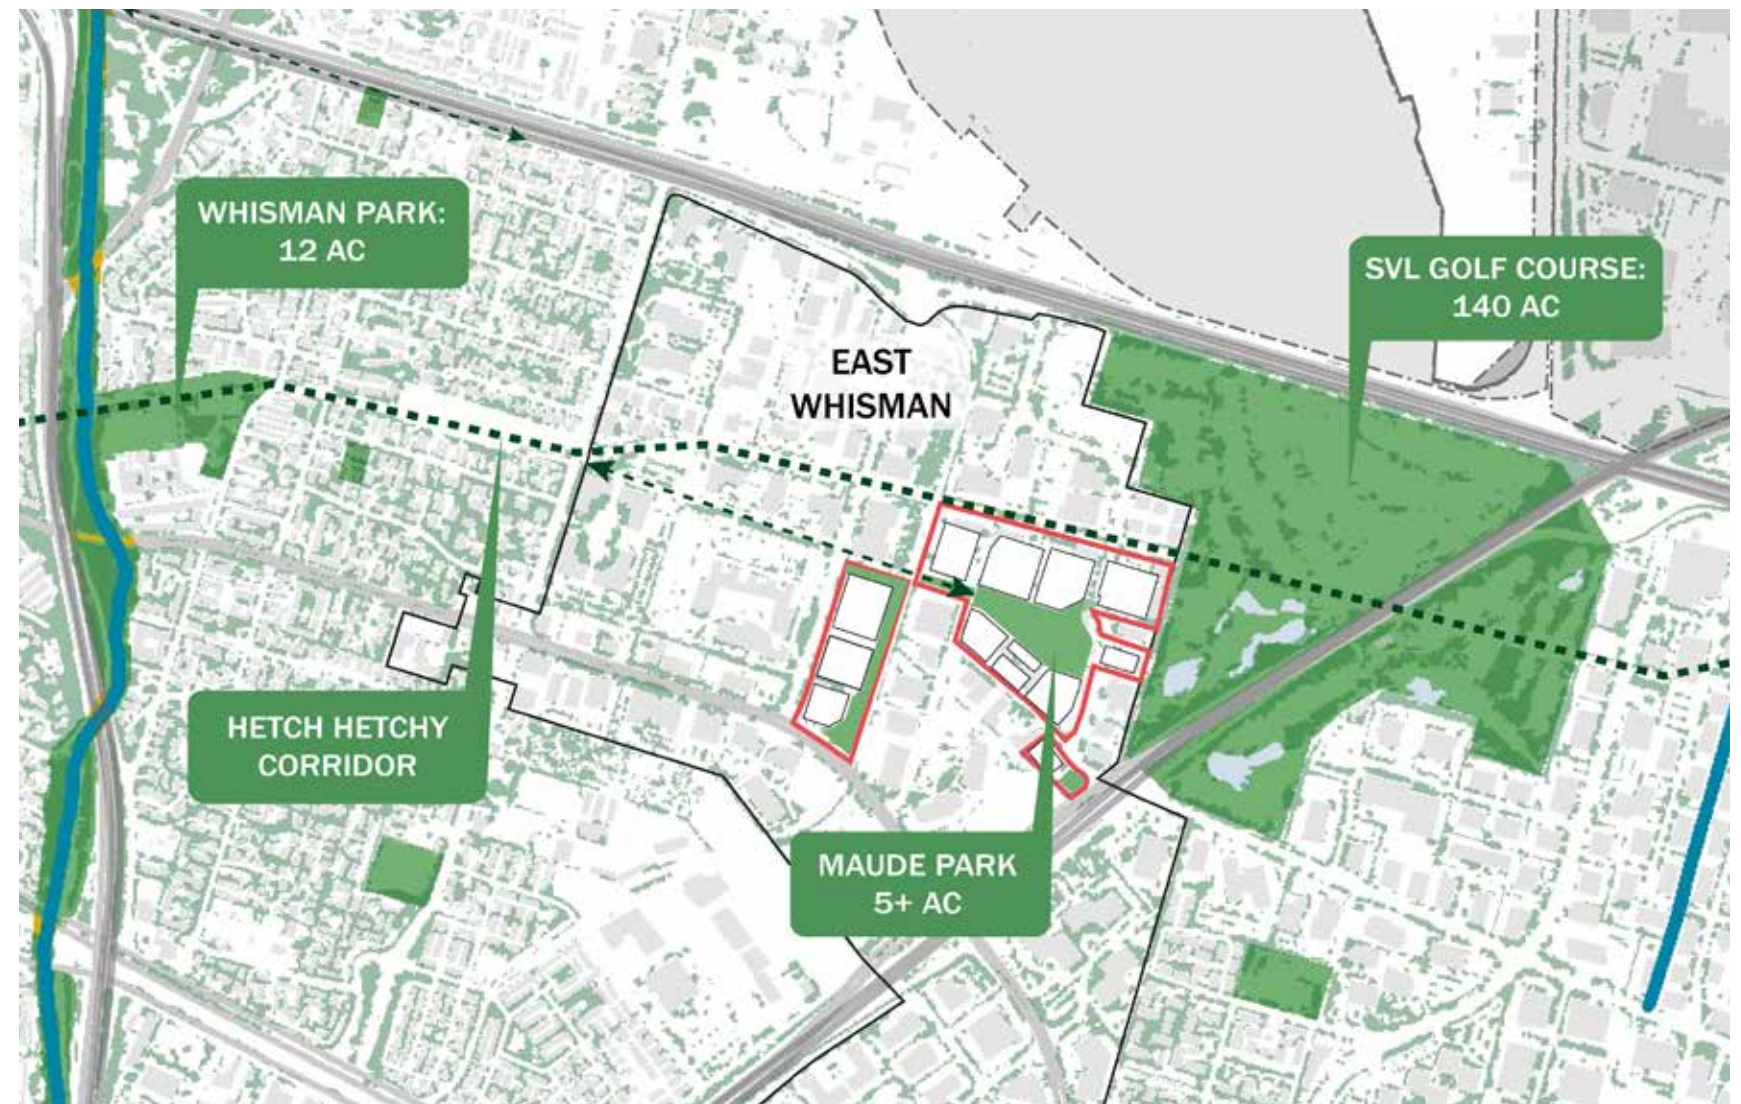 WHISMAN PARK:
12 AC
SVL GOLF COURSE:
140 AC
EAST
WHISMAN
HETCH HETCHY
CORRIDOR
MAUDE PARK
5+ AC